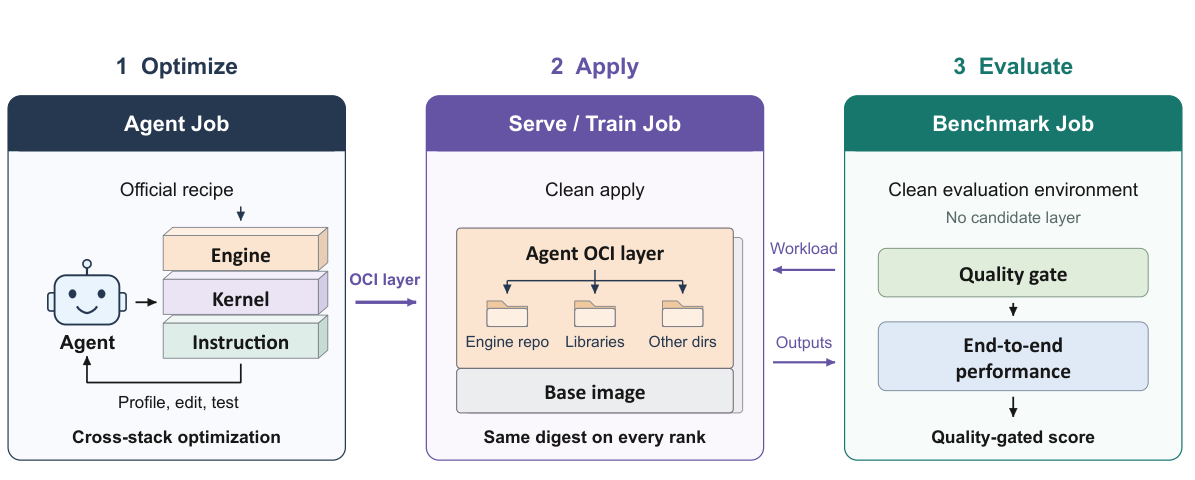 1 Optimize
Agent Job
Official recipe
Engine
Kernel
Instruction
Agent
Profile, edit, test
Cross-stack optimization
OCI layer
2 Apply
Serve / Train Job
Clean apply
Agent OCI layer
Engine repo
Libraries
Other dirs
Base image
Same digest on every rank
Workload
Outputs
3 Evaluate
Benchmark Job
Clean evaluation environment
No candidate layer
Quality gate
End-to-end
performance
Quality-gated score